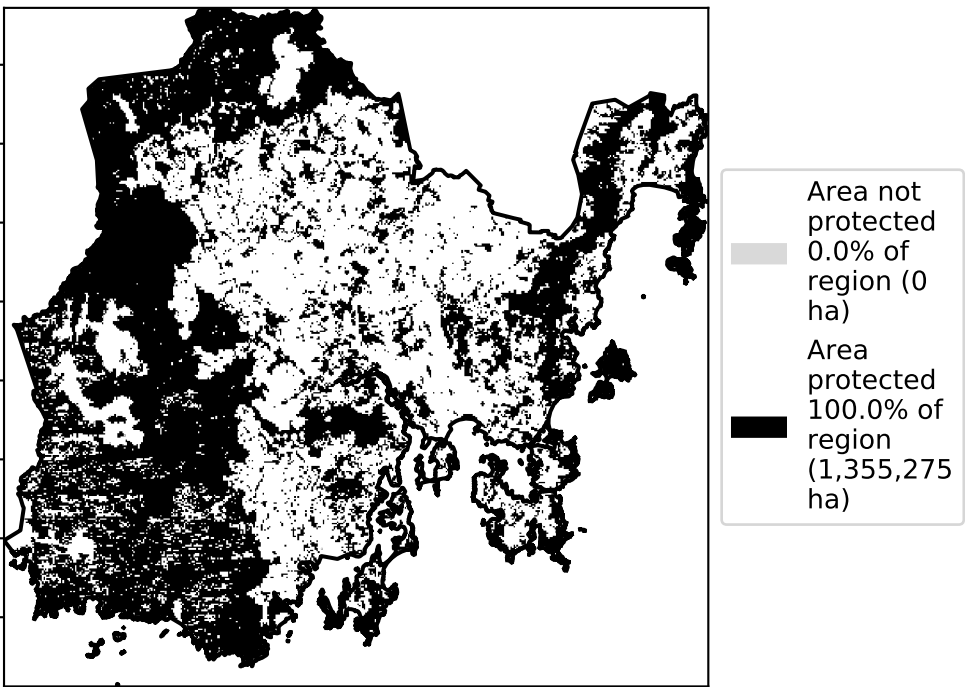 Area not
protected
0.0% of
region (0
ha)
Area
protected
100.0% of
region
(1,355,275
ha)